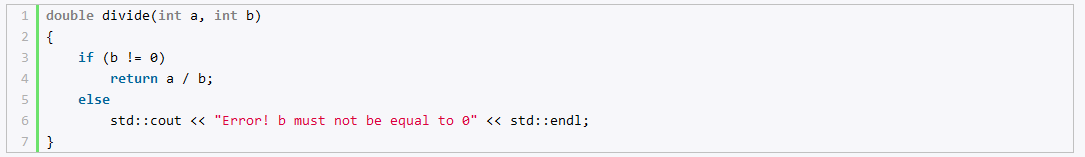 1 double divide(int a, int b)
2 {
3     if (b != 0)
4         return a / b;
5     else
6         std::cout << "Error! b must not be equal to 0" << std::endl;
7 }